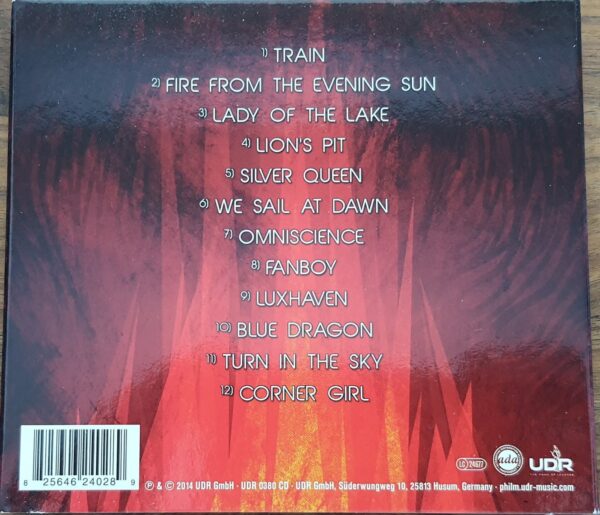 1) TRAIN
2) FIRE FROM THE EVENING SUN
3) LADY OF THE LAKE
4) LION'S PIT
5) SILVER QUEEN
6) WE SAIL AT DAWN
7) OMNISCIENCE
8) FANBOY
9) LUXHAVEN
10) BLUE DRAGON
11) TURN IN THE SKY
12) CORNER GIRL
8 25646 24028 9
LC 24677
ada
UDR
℗ & © 2014 UDR GmbH · UDR 0380 CD · Süderwungweg 10, 25813 Husum, Germany · philm.udr-music.com